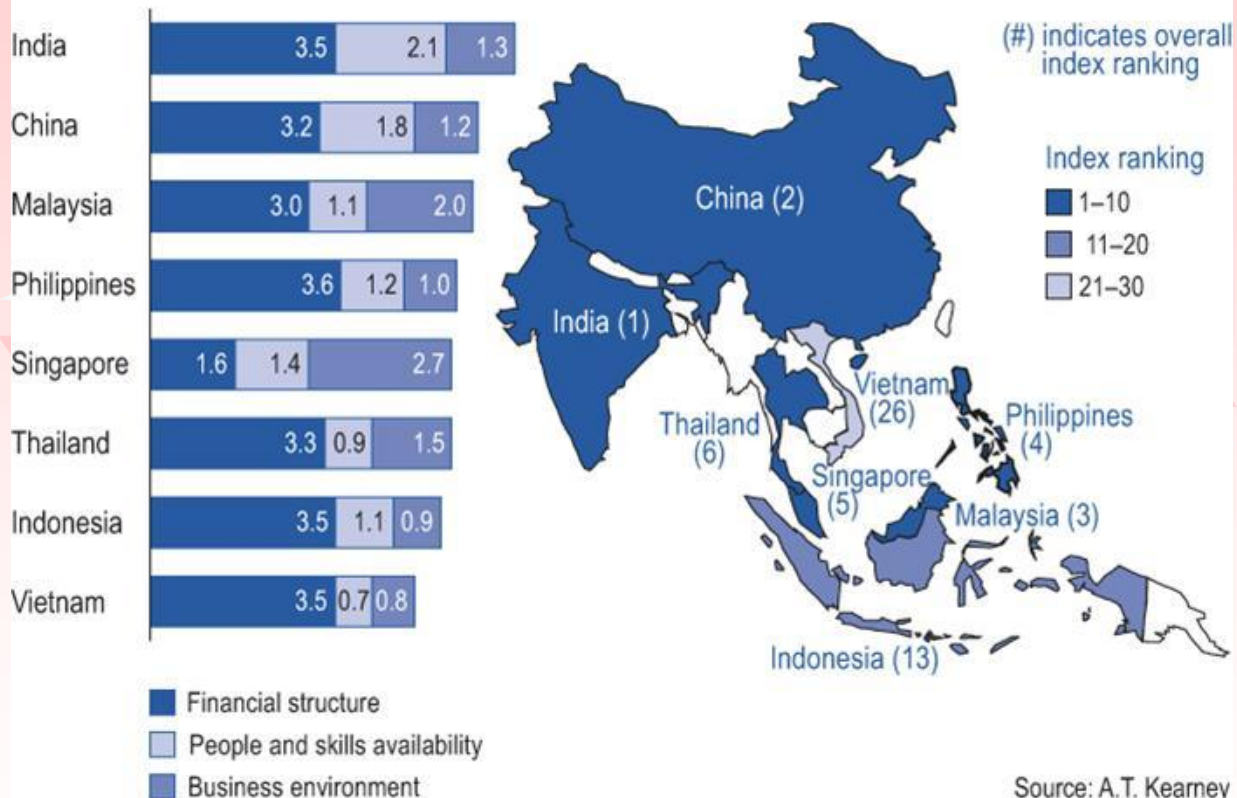 India 3.5 2.1 1.3
China 3.2 1.8 1.2
Malaysia 3.0 1.1 2.0
Philippines 3.6 1.2 1.0
Singapore 1.6 1.4 2.7
Thailand 3.3 0.9 1.5
Indonesia 3.5 1.1 0.9
Vietnam 3.5 0.7 0.8
Financial structure
People and skills availability
Business environment
(#) indicates overall
index ranking
Index ranking
1–10
11–20
21–30
China (2)
India (1)
Vietnam
(26)
Thailand
(6)
Philippines
(4)
Singapore
(5)
Malaysia (3)
Indonesia (13)
Source: A.T. Kearney